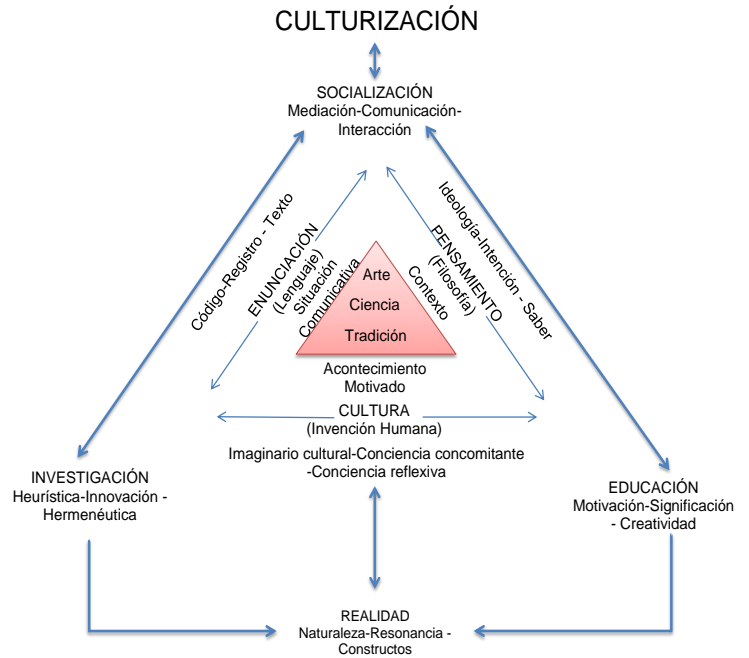 CULTURIZACIÓN
SOCIALIZACIÓN
Mediación-Comunicación-
Interacción
Código-Registro - Texto
ENUNCIACIÓN
(Lenguaje)
Situación
Comunicativa
Arte
Ciencia
Tradición
Contexto
(Filosofía)
PENSAMIENTO
Ideología-Intención - Saber
Acontecimiento
Motivado
CULTURA
(Invención Humana)
Imaginario cultural-Conciencia concomitante
-Conciencia reflexiva
INVESTIGACIÓN
Heurística-Innovación -
Hermenéutica
EDUCACIÓN
Motivación-Significación
- Creatividad
REALIDAD
Naturaleza-Resonancia -
Constructos